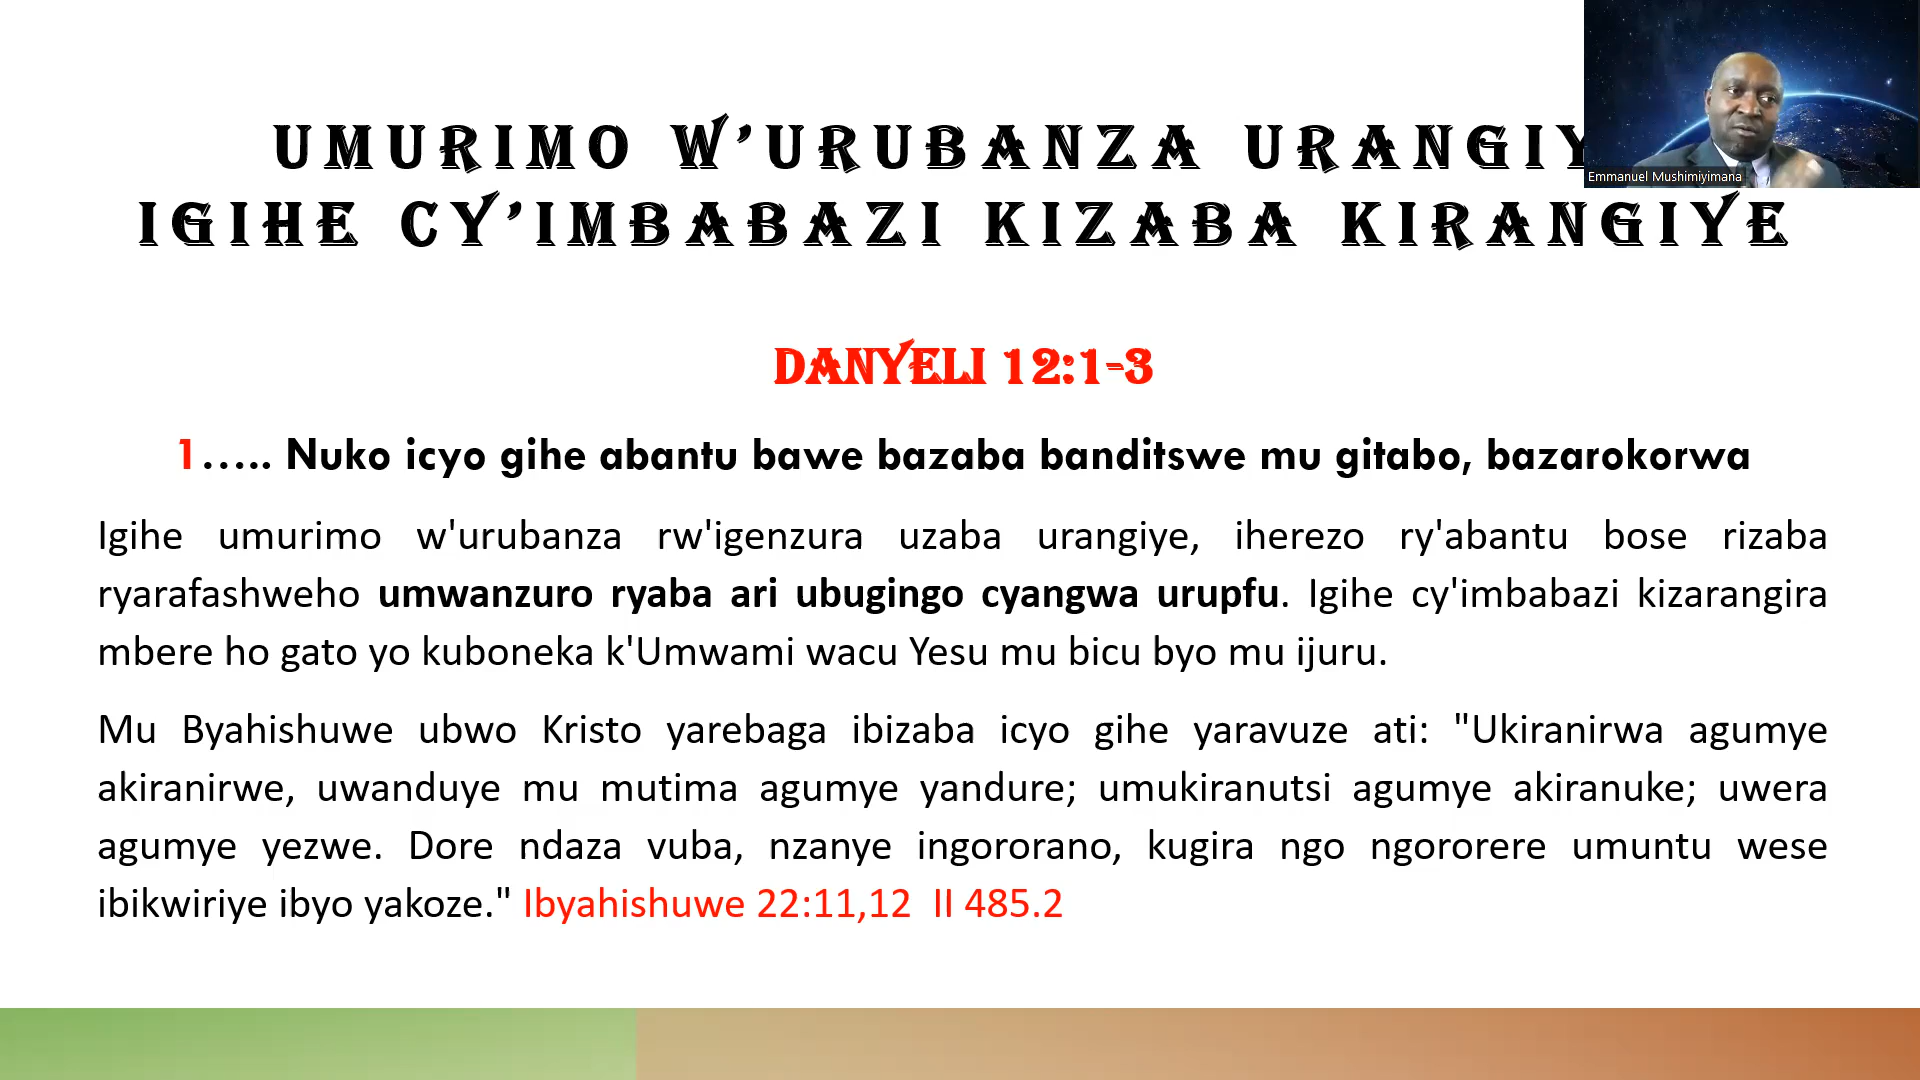 UMURIMO W’URUBANZA URANGIY
IGIHE CY’IMBABAZI KIZABA KIRANGIYE
Emmanuel Mushimiyimana
DANYELI 12:1-3
1….. Nuko icyo gihe abantu bawe bazaba banditswe mu gitabo, bazarokorwa
Igihe umurimo w'urubanza rw'igenzura uzaba urangiye, iherezo ry'abantu bose rizaba
ryarafashweho umwanzuro ryaba ari ubugingo cyangwa urupfu. Igihe cy'imbabazi kizarangira
mbere ho gato yo kuboneka k'Umwami wacu Yesu mu bicu byo mu ijuru.
Mu Byahishuwe ubwo Kristo yarebaga ibizaba icyo gihe yaravuze ati: "Ukiranirwa agumye
akiranirwe, uwanduye mu mutima agumye yandure; umukiranutsi agumye akiranuke; uwera
agumye yezwe. Dore ndaza vuba, nzanye ingororano, kugira ngo ngororere umuntu wese
ibikwiriye ibyo yakoze." Ibyahishuwe 22:11,12 II 485.2